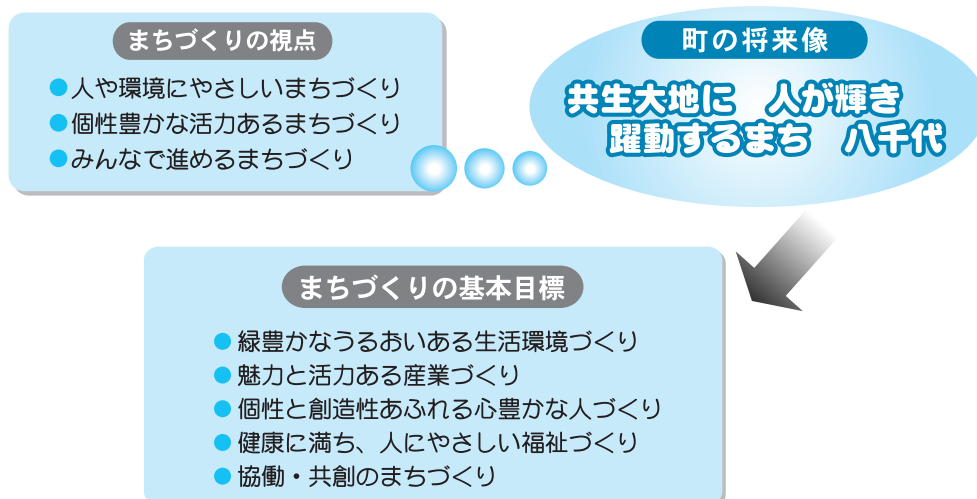 まちづくりの視点
●人や環境にやさしいまちづくり
●個性豊かな活力あるまちづくり
●みんなで進めるまちづくり
町の将来像
共生大地に　人が輝き
躍動するまち　八千代
まちづくりの基本目標
●緑豊かなうるおいある生活環境づくり
●魅力と活力ある産業づくり
●個性と創造性あふれる心豊かな人づくり
●健康に満ち、人にやさしい福祉づくり
●協働・共創のまちづくり